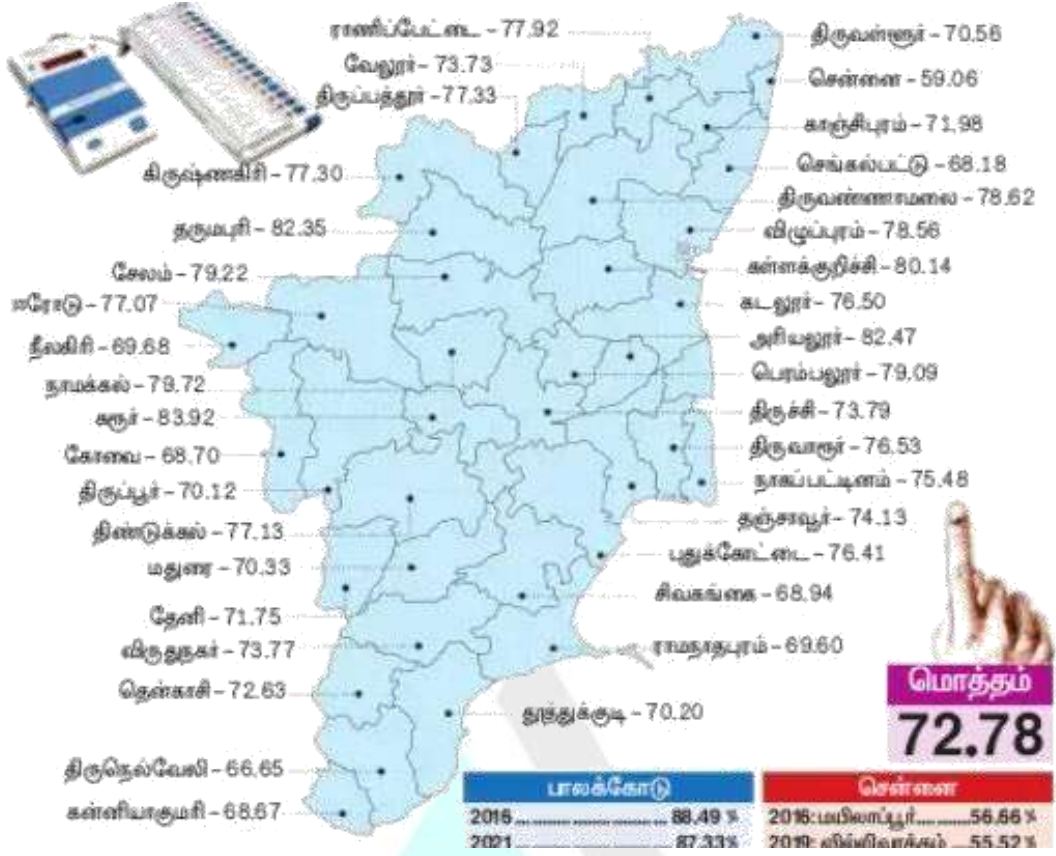 ராணிப்பேட்டை – 77.92
வேலூர் – 73.73
திருப்பத்தூர் – 77.33
கிருஷ்ணகிரி – 77.30
தருமபுரி – 82.35
சேலம் – 79.22
ஈரோடு – 77.07
நீலகிரி – 69.68
நாமக்கல் – 79.72
கரூர் – 83.92
கோவை – 68.70
திருப்பூர் – 70.12
திண்டுக்கல் – 77.13
மதுரை – 70.33
தேனி – 71.75
விருதுநகர் – 73.77
தென்காசி – 72.63
திருநெல்வேலி – 66.65
கன்னியாகுமரி – 68.67
திருவள்ளூர் – 70.56
சென்னை – 59.06
காஞ்சிபுரம் – 71.98
செங்கல்பட்டு – 68.18
திருவண்ணாமலை – 78.62
விழுப்புரம் – 78.56
கள்ளக்குறிச்சி – 80.14
கடலூர் – 76.50
அரியலூர் – 82.47
பெரம்பலூர் – 79.09
திருச்சி – 73.79
திருவாரூர் – 76.53
நாகப்பட்டினம் – 75.48
தஞ்சாவூர் – 74.13
புதுக்கோட்டை – 76.41
சிவகங்கை – 68.94
ராமநாதபுரம் – 69.60
தூத்துக்குடி – 70.20
மொத்தம்
72.78
பாலக்கோடு
2016 ........................ 88.49 %
2021 ........................ 87.33%
சென்னை
2016: மயிலாப்பூர் ........ 56.66 %
2019: வில்லிவாக்கம் .... 55.52 %